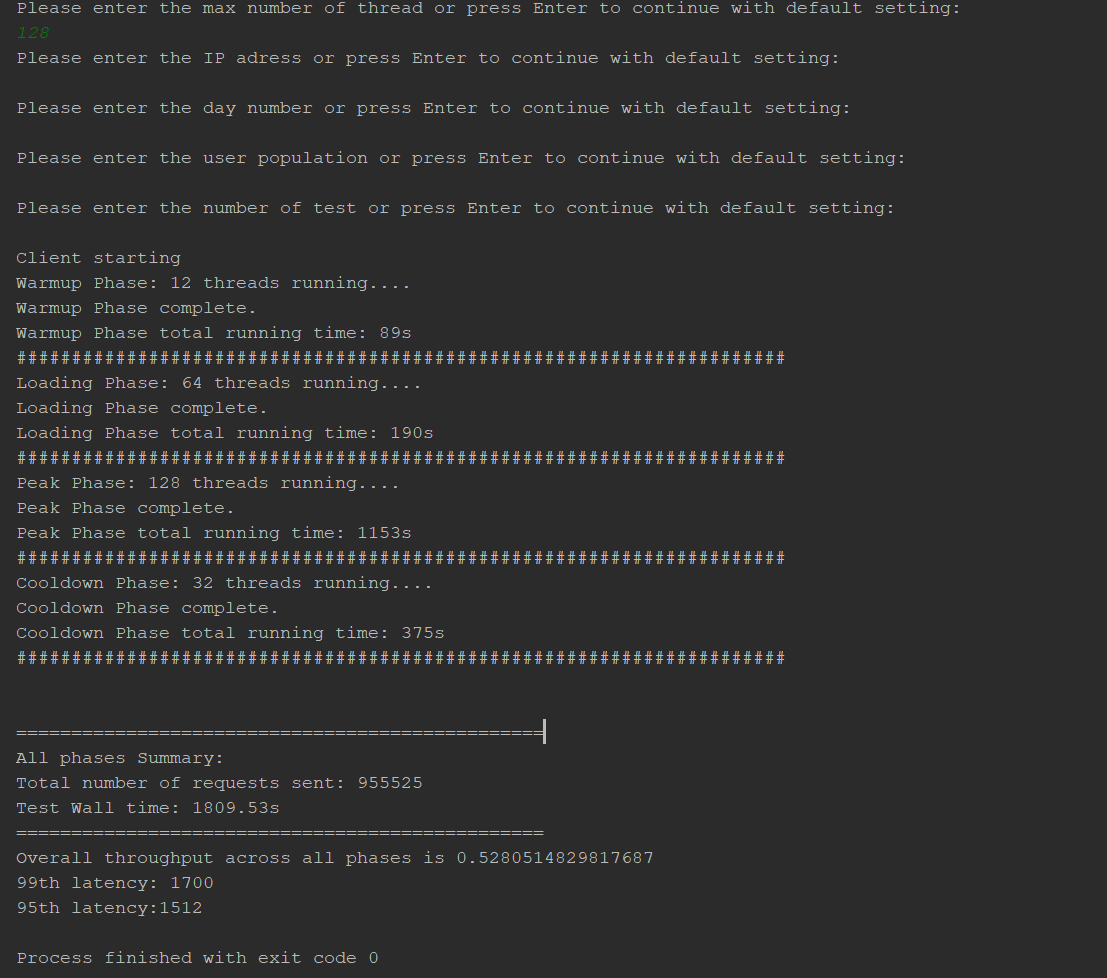 Please enter the max number of thread or press Enter to continue with default setting:
128
Please enter the IP adress or press Enter to continue with default setting:
Please enter the day number or press Enter to continue with default setting:
Please enter the user population or press Enter to continue with default setting:
Please enter the number of test or press Enter to continue with default setting:
Client starting
Warmup Phase: 12 threads running....
Warmup Phase complete.
Warmup Phase total running time: 89s
######################################################################
Loading Phase: 64 threads running....
Loading Phase complete.
Loading Phase total running time: 190s
######################################################################
Peak Phase: 128 threads running....
Peak Phase complete.
Peak Phase total running time: 1153s
######################################################################
Cooldown Phase: 32 threads running....
Cooldown Phase complete.
Cooldown Phase total running time: 375s
######################################################################
================================================
All phases Summary:
Total number of requests sent: 955525
Test Wall time: 1809.53s
================================================
Overall throughput across all phases is 0.5280514829817687
99th latency: 1700
95th latency:1512
Process finished with exit code 0